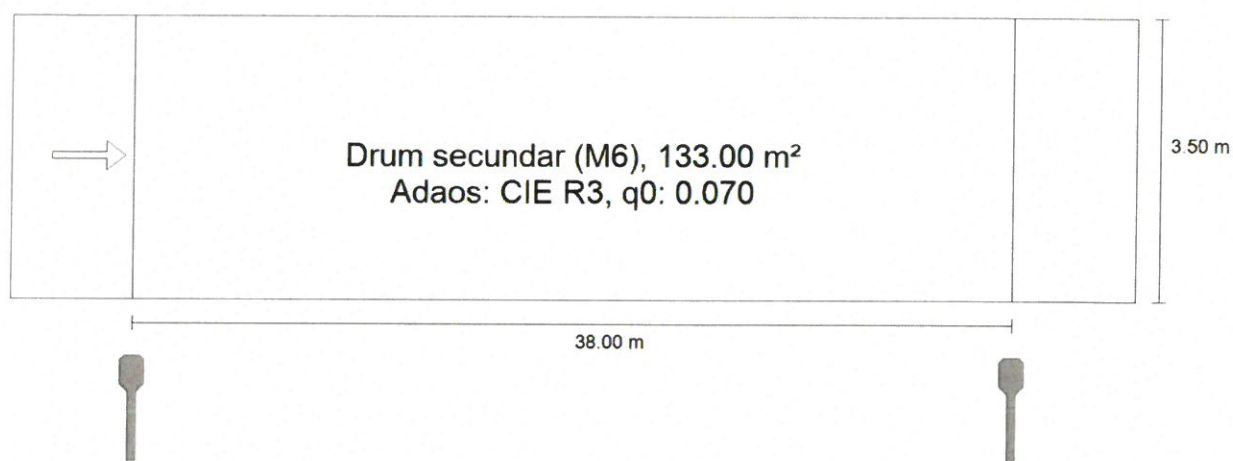 Drum secundar (M6), 133.00 m²
Adaos: CIE R3, q0: 0.070
3.50 m
38.00 m